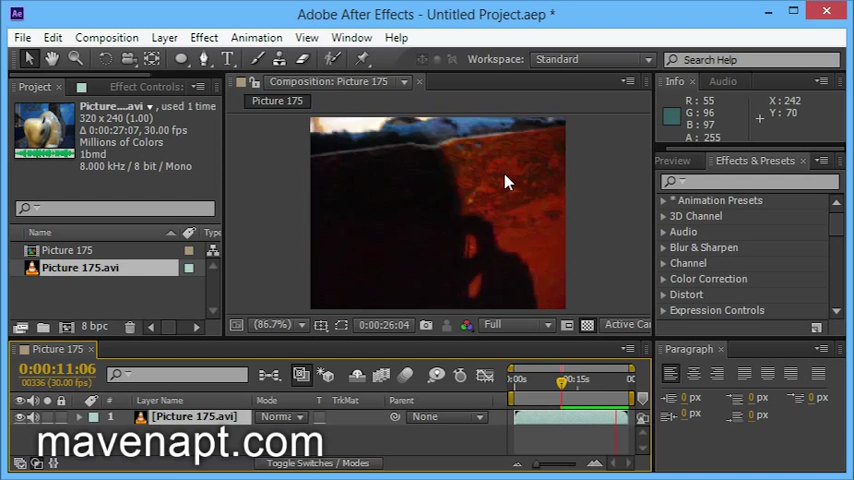 Adobe After Effects - Untitled Project.aep *
File Edit Composition Layer Effect Animation View Window Help
Workspace: Standard
Search Help
Project
Effect Controls:
Composition: Picture 175
Info
Audio
Picture....avi, used 1 time
320 x 240 (1.00)
Δ 0:00:27:07, 30.00 fps
Millions of Colors
1bmd
8.000 kHz / 8 bit / Mono
Picture 175
R: 55
G: 96
B: 97
A: 255
X: 242
Y: 70
Preview
Effects & Presets
* Animation Presets
3D Channel
Audio
Blur & Sharpen
Channel
Color Correction
Distort
Expression Controls
Name
Type
Picture 175
Picture 175.avi
8 bpc
(86.7%)
0:00:26:04
Full
Active Car
Picture 175
0:00:11:06
00336 (30.00 fps)
:00s
00:15s
Layer Name
Mode
T
TrkMat
Parent
1
[Picture 175.avi]
None
Toggle Switches / Modes
Paragraph
0 px
0 px
0 px
0 px
0 px
mavenapt.com
Ae